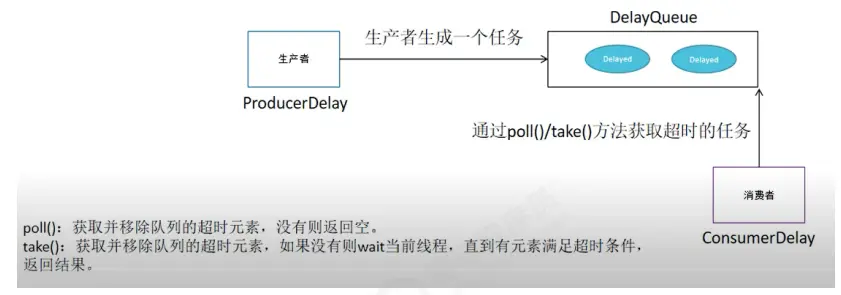 DelayQueue
生产者生成一个任务
生产者
Delayed
Delayed
ProducerDelay
通过poll()/take()方法获取超时的任务
消费者
ConsumerDelay
poll()：获取并移除队列的超时元素，没有则返回空。
take()：获取并移除队列的超时元素，如果没有则wait当前线程，直到有元素满足超时条件，
返回结果。